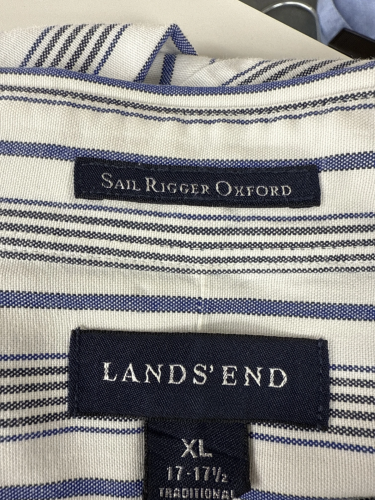 SAIL RIGGER OXFORD
LANDS' END
XL
17-17½
TRADITIONAL